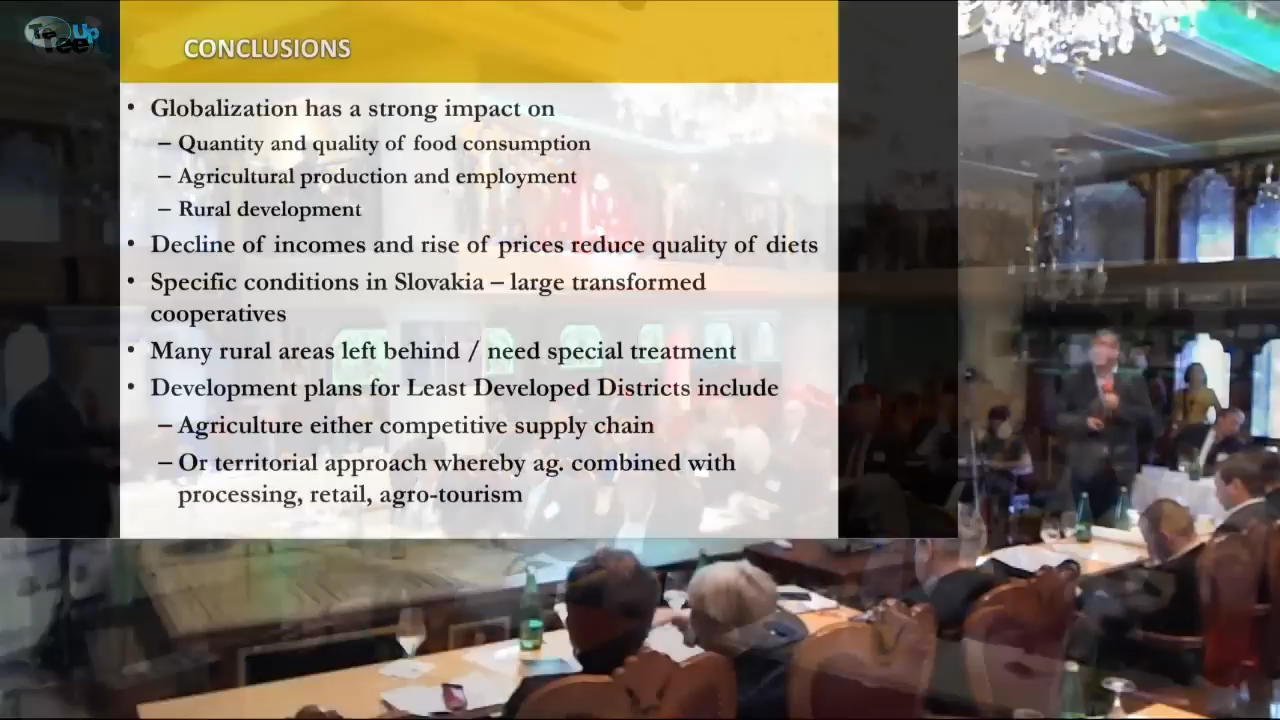 Te Up
Teen
CONCLUSIONS
• Globalization has a strong impact on
– Quantity and quality of food consumption
– Agricultural production and employment
– Rural development
• Decline of incomes and rise of prices reduce quality of diets
• Specific conditions in Slovakia – large transformed
cooperatives
• Many rural areas left behind / need special treatment
• Development plans for Least Developed Districts include
– Agriculture either competitive supply chain
– Or territorial approach whereby ag. combined with
processing, retail, agro-tourism